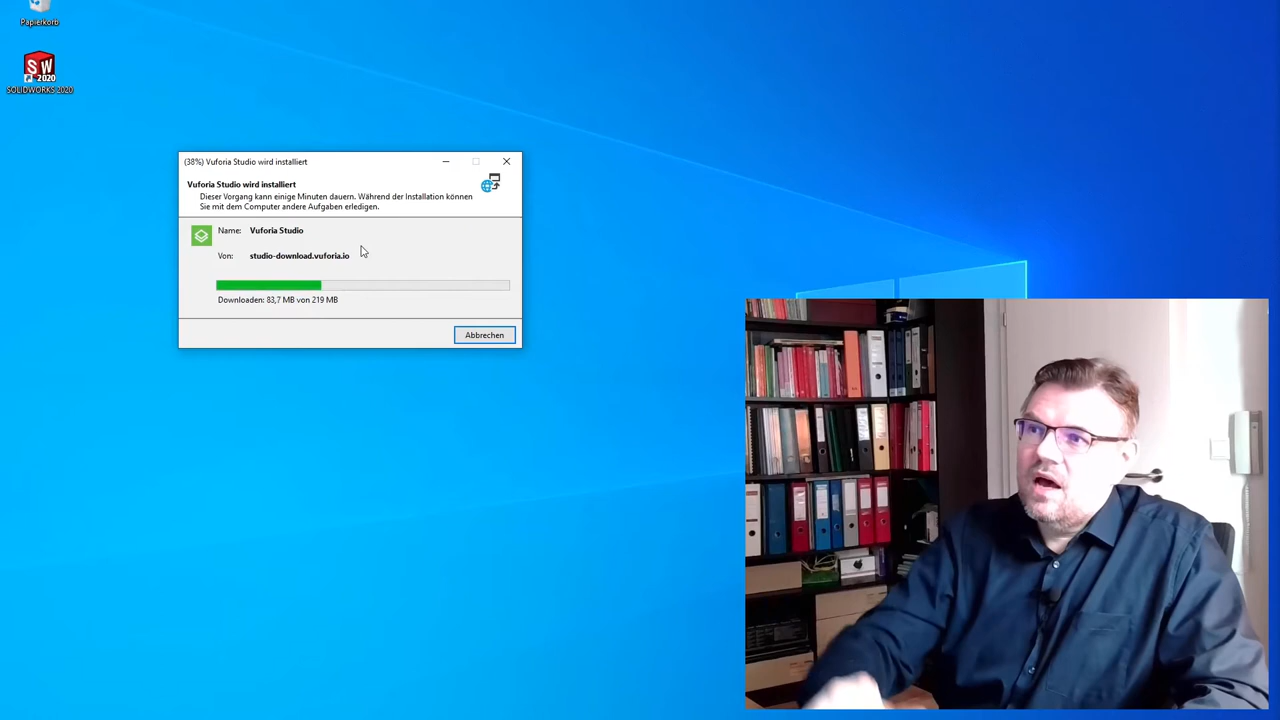 Papierkorb
SW
2020
SOLIDWORKS 2020
(38%) Vuforia Studio wird installiert
Vuforia Studio wird installiert
Dieser Vorgang kann einige Minuten dauern. Während der Installation können
Sie mit dem Computer andere Aufgaben erledigen.
Name: Vuforia Studio
Von: studio-download.vuforia.io
Downloaden: 83,7 MB von 219 MB
Abbrechen